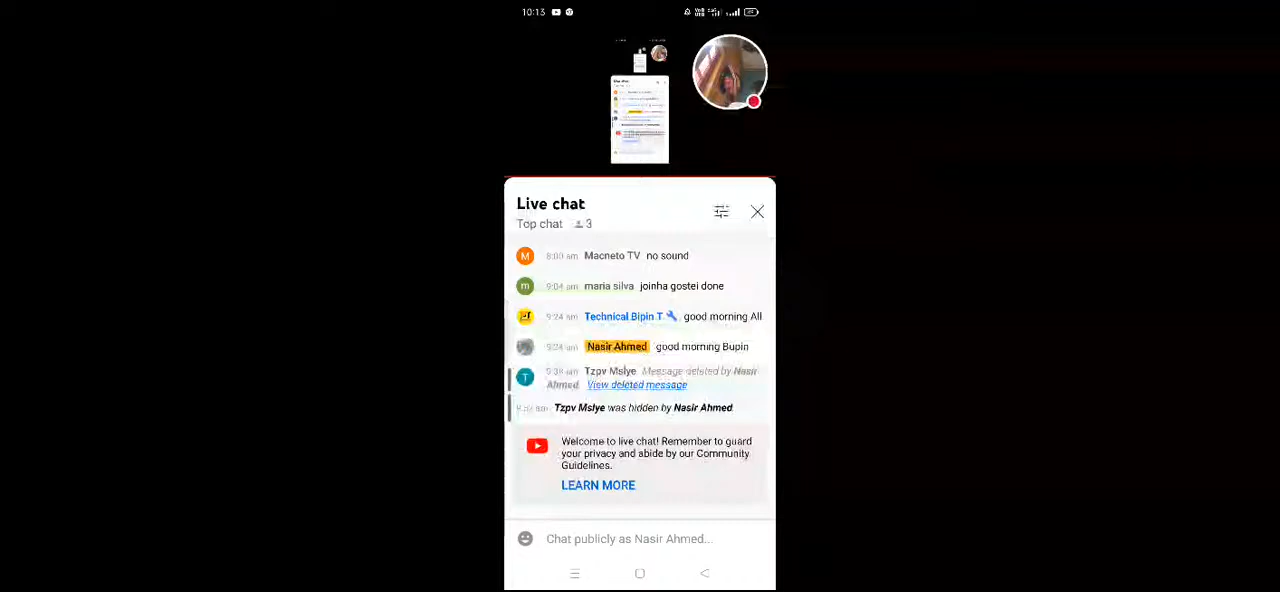 10:13
Live chat
Top chat 3
M 8:00 am Macneto TV no sound
m 9:04 am maria silva joinha gostei done
9:24 am Technical Bipin T good morning All
9:24 am Nasir Ahmed good morning Bupin
T 9:38 am Tzpv Mslye Message deleted by Nasir
Ahmed. View deleted message
am Tzpv Mslye was hidden by Nasir Ahmed.
Welcome to live chat! Remember to guard
your privacy and abide by our Community
Guidelines.
LEARN MORE
Chat publicly as Nasir Ahmed...